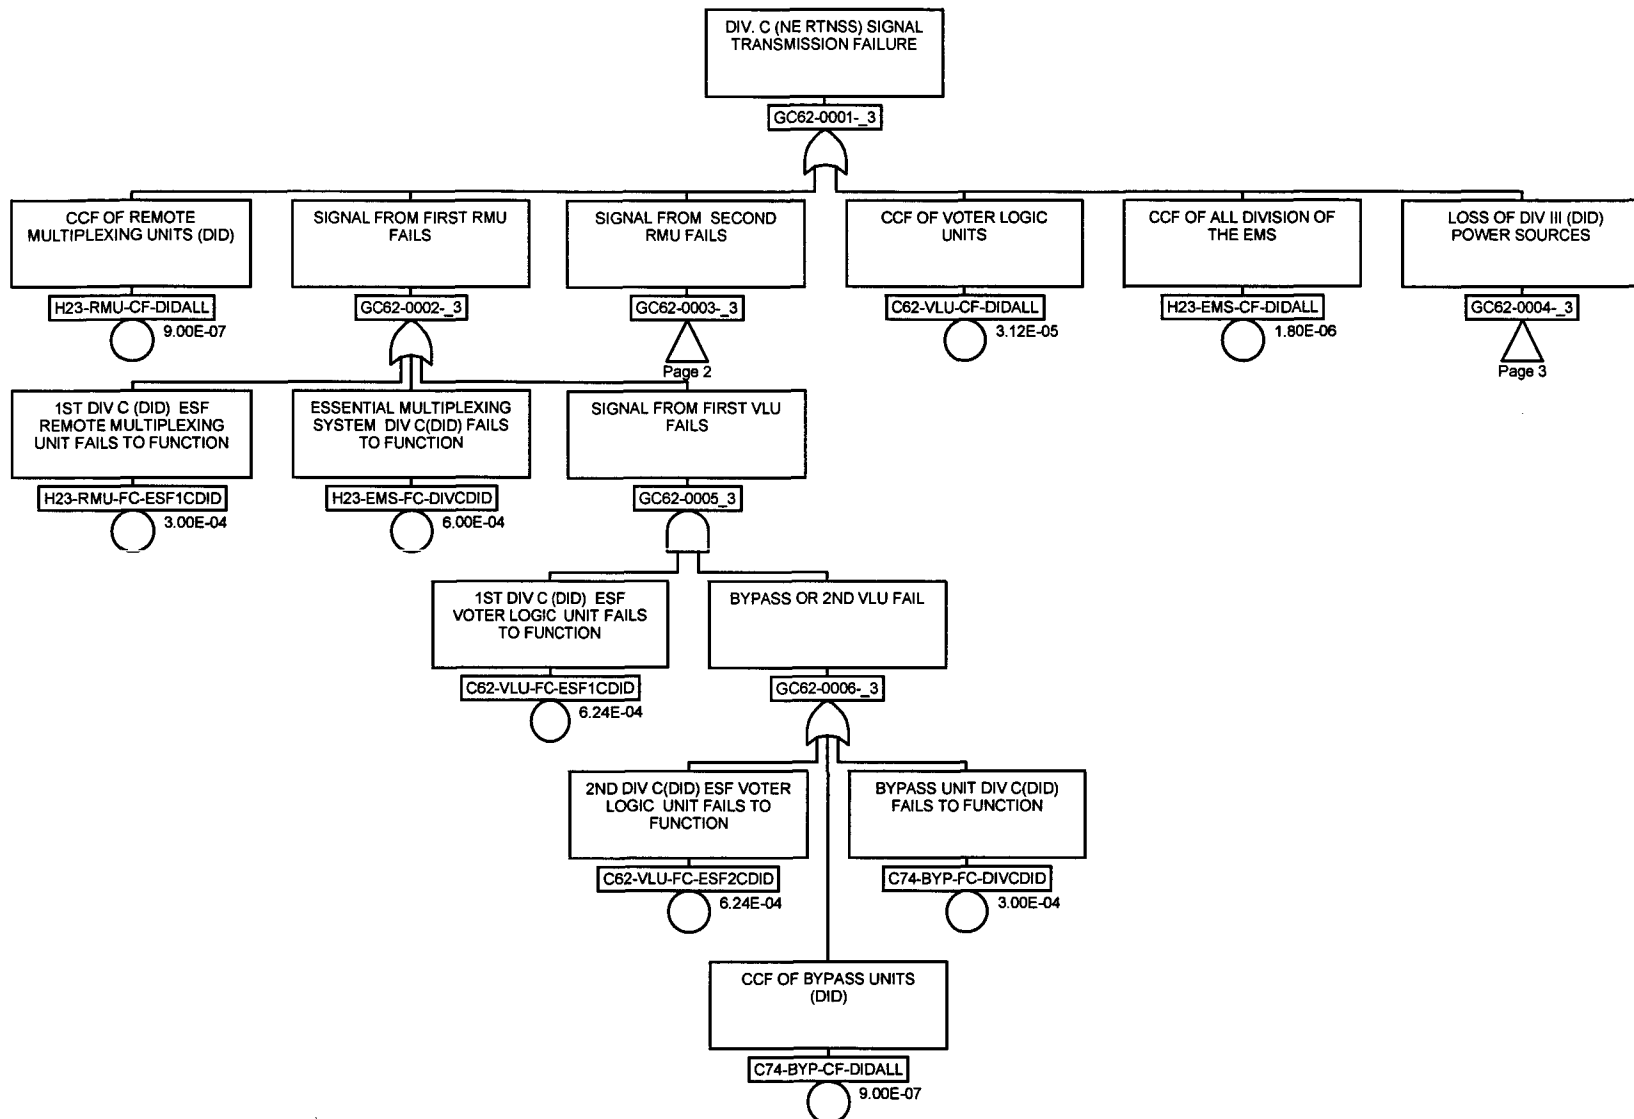 DIV. C (NE RTNSS) SIGNAL
TRANSMISSION FAILURE
GC62-0001-_3
CCF OF REMOTE
MULTIPLEXING UNITS (DID)
H23-RMU-CF-DIDALL
9.00E-07
SIGNAL FROM FIRST RMU
FAILS
GC62-0002-_3
SIGNAL FROM SECOND
RMU FAILS
GC62-0003-_3
Page 2
CCF OF VOTER LOGIC
UNITS
C62-VLU-CF-DIDALL
3.12E-05
CCF OF ALL DIVISION OF
THE EMS
H23-EMS-CF-DIDALL
1.80E-06
LOSS OF DIV III (DID)
POWER SOURCES
GC62-0004-_3
Page 3
1ST DIV C (DID) ESF
REMOTE MULTIPLEXING
UNIT FAILS TO FUNCTION
H23-RMU-FC-ESF1CDID
3.00E-04
ESSENTIAL MULTIPLEXING
SYSTEM DIV C(DID) FAILS
TO FUNCTION
H23-EMS-FC-DIVCDID
6.00E-04
SIGNAL FROM FIRST VLU
FAILS
GC62-0005_3
1ST DIV C (DID) ESF
VOTER LOGIC UNIT FAILS
TO FUNCTION
C62-VLU-FC-ESF1CDID
6.24E-04
BYPASS OR 2ND VLU FAIL
GC62-0006-_3
2ND DIV C(DID) ESF VOTER
LOGIC UNIT FAILS TO
FUNCTION
C62-VLU-FC-ESF2CDID
6.24E-04
BYPASS UNIT DIV C(DID)
FAILS TO FUNCTION
C74-BYP-FC-DIVCDID
3.00E-04
CCF OF BYPASS UNITS
(DID)
C74-BYP-CF-DIDALL
9.00E-07